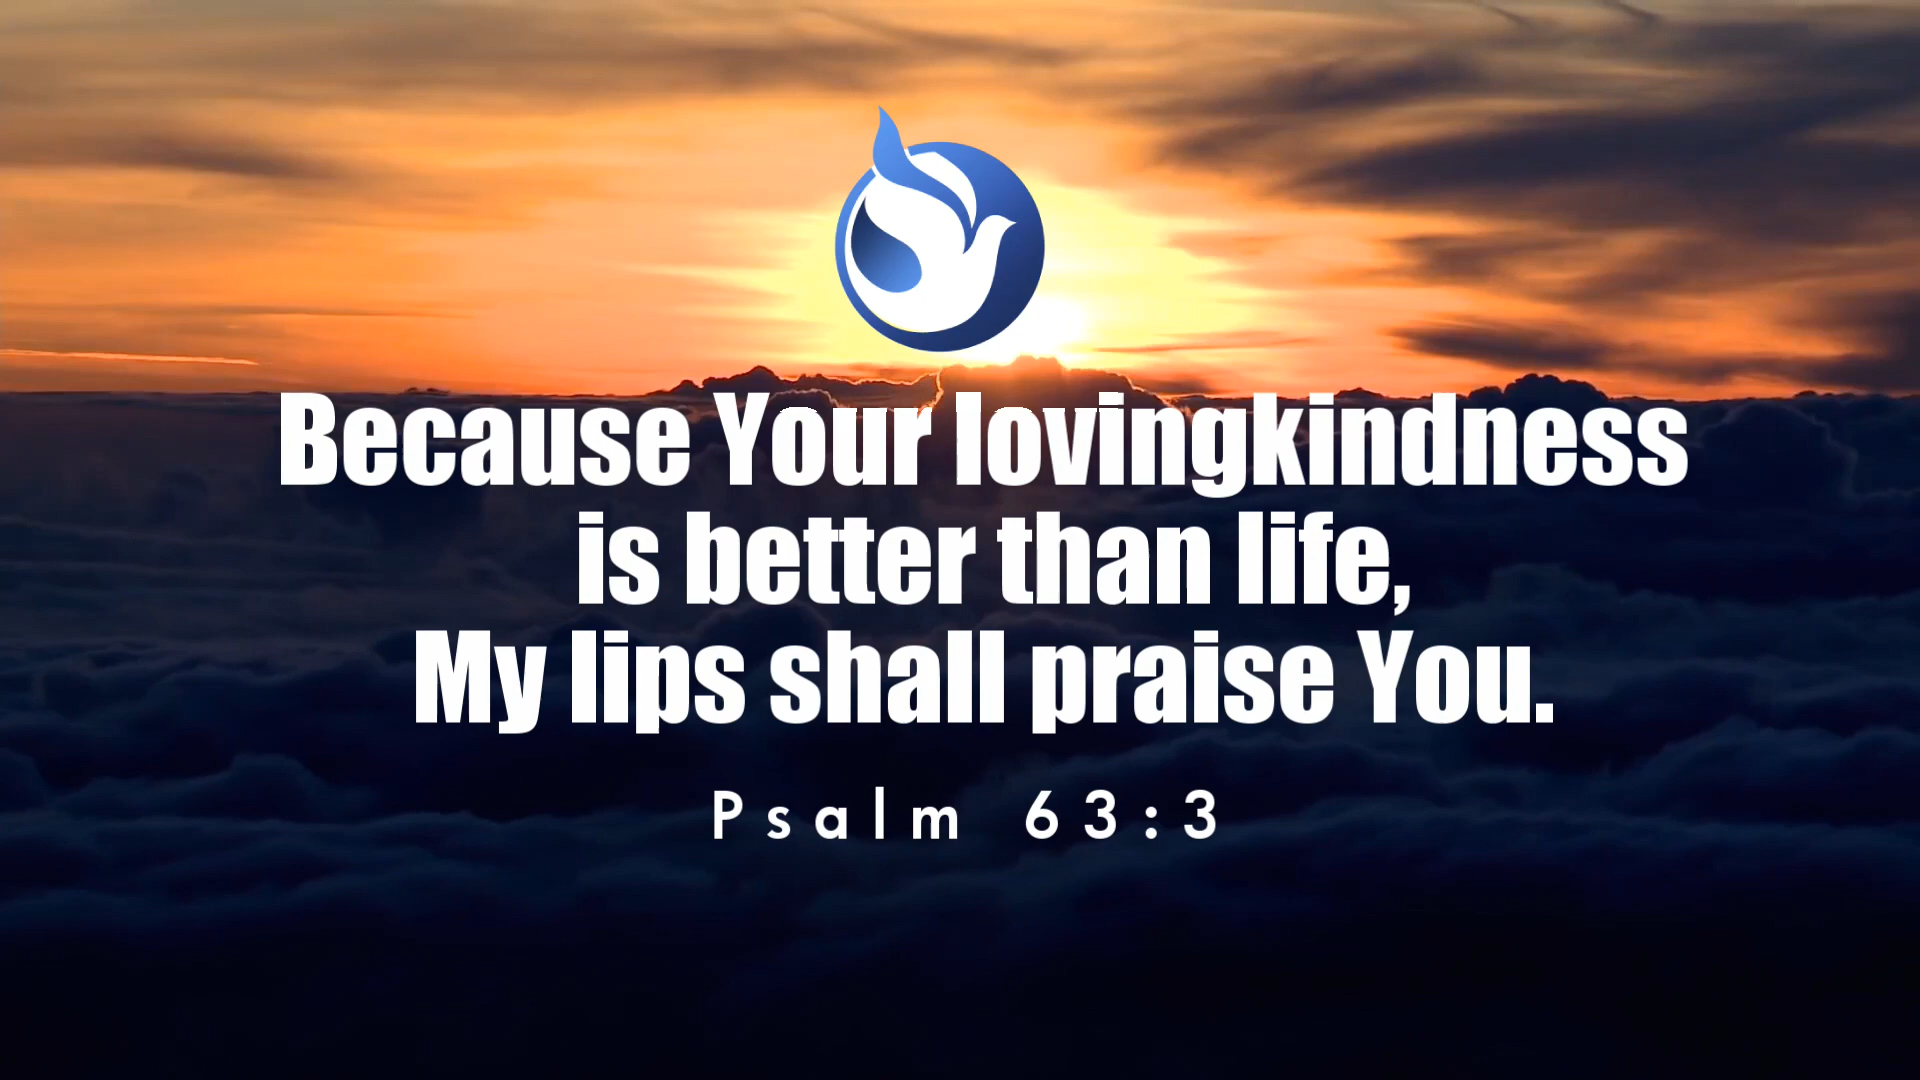 Because Your lovingkindness
is better than life,
My lips shall praise You.
Psalm 63:3